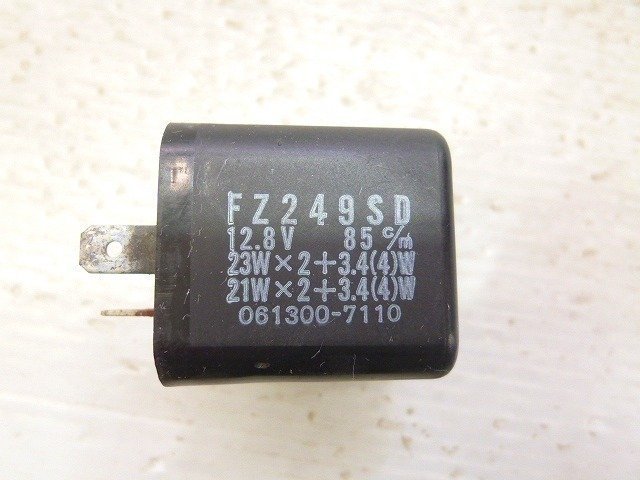 FZ249SD
12.8V 85 c/m
23W×2+3.4(4)W
21W×2+3.4(4)W
061300-7110